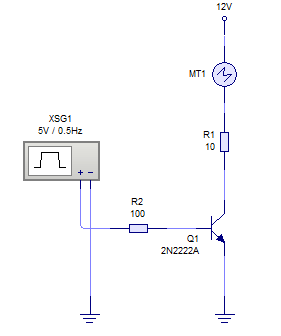 12V
MT1
XSG1
5V / 0.5Hz
R1
10
+ −
R2
100
Q1
2N2222A